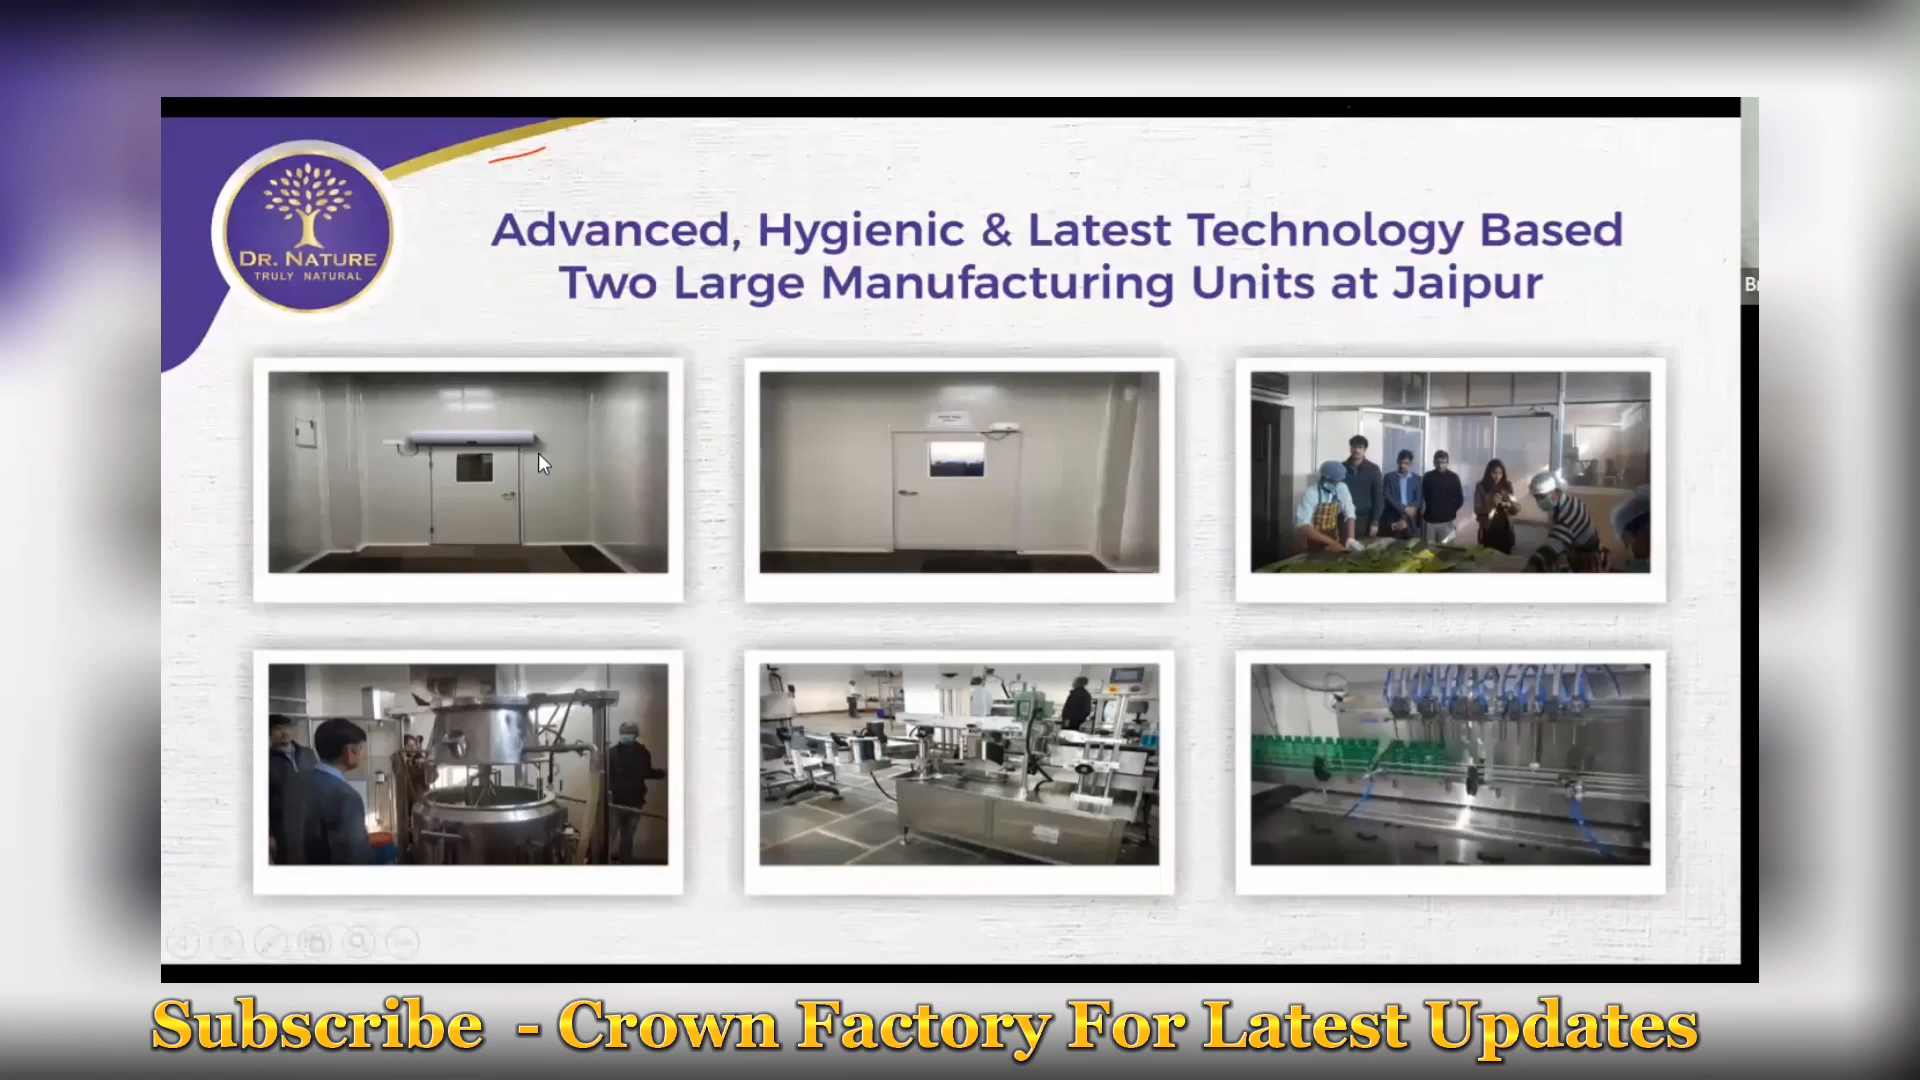 DR. NATURE
TRULY NATURAL
Advanced, Hygienic & Latest Technology Based
Two Large Manufacturing Units at Jaipur
Br
Subscribe - Crown Factory For Latest Updates